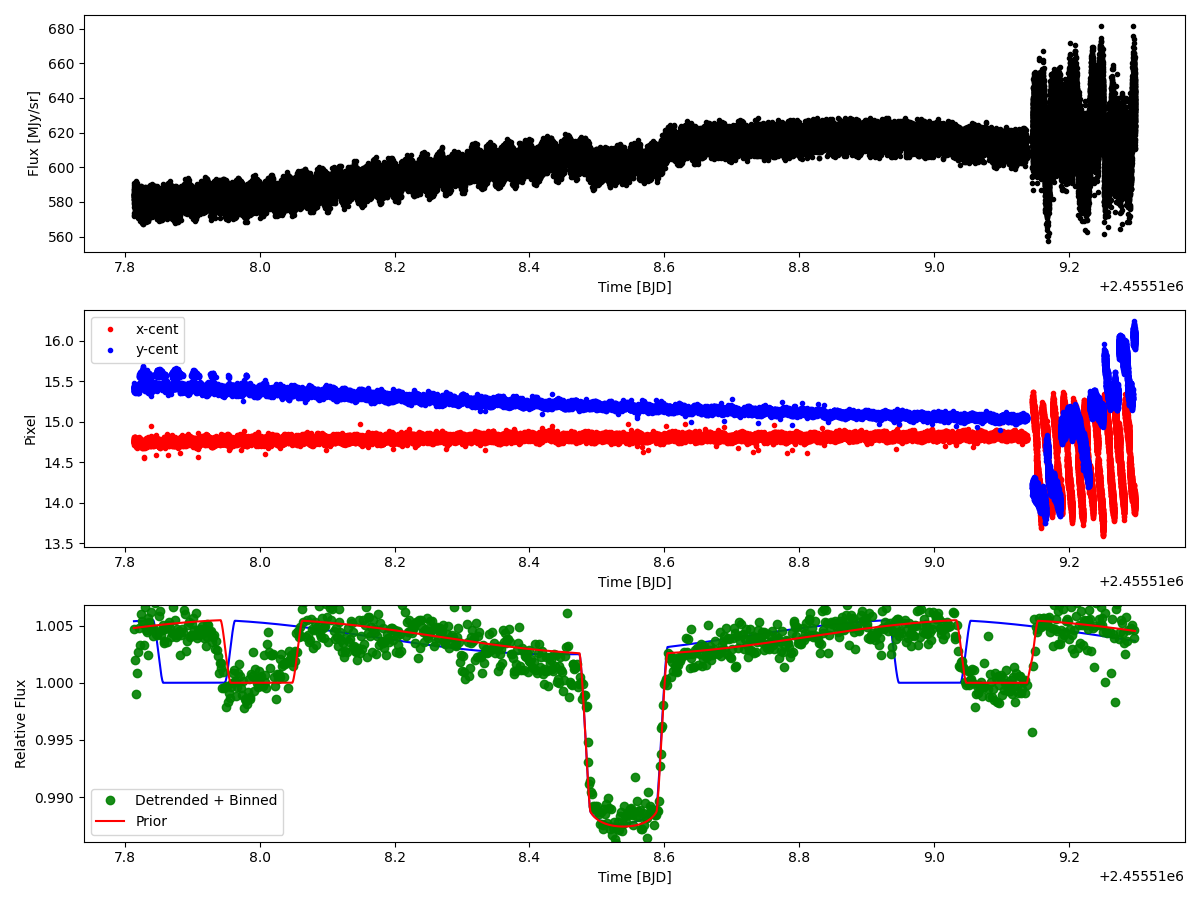 Flux [MJy/sr]
680
660
640
620
600
580
560
7.8 8.0 8.2 8.4 8.6 8.8 9.0 9.2
Time [BJD]
+2.45551e6
Pixel
16.0
15.5
15.0
14.5
14.0
13.5
x-cent
y-cent
7.8 8.0 8.2 8.4 8.6 8.8 9.0 9.2
Time [BJD]
+2.45551e6
Relative Flux
1.005
1.000
0.995
0.990
Detrended + Binned
Prior
7.8 8.0 8.2 8.4 8.6 8.8 9.0 9.2
Time [BJD]
+2.45551e6